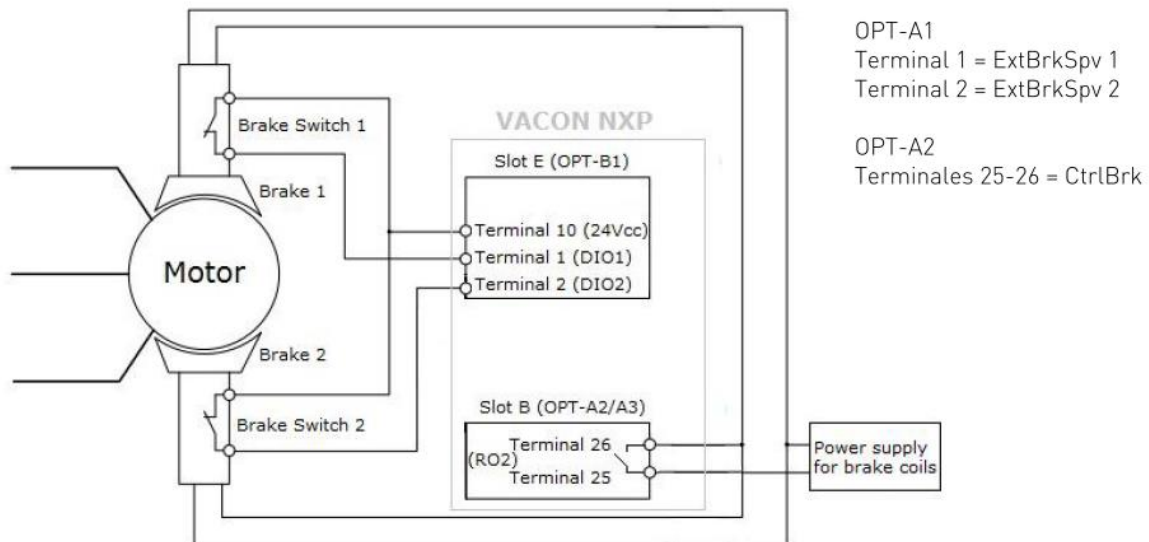 OPT-A1
Terminal 1 = ExtBrkSpv 1
Terminal 2 = ExtBrkSpv 2
OPT-A2
Terminales 25-26 = CtrlBrk
VACON NXP
Brake Switch 1
Slot E (OPT-B1)
Brake 1
Terminal 10 (24Vcc)
Terminal 1 (DIO1)
Terminal 2 (DIO2)
Motor
Brake 2
Brake Switch 2
Slot B (OPT-A2/A3)
Terminal 26
(RO2)
Terminal 25
Power supply
for brake coils